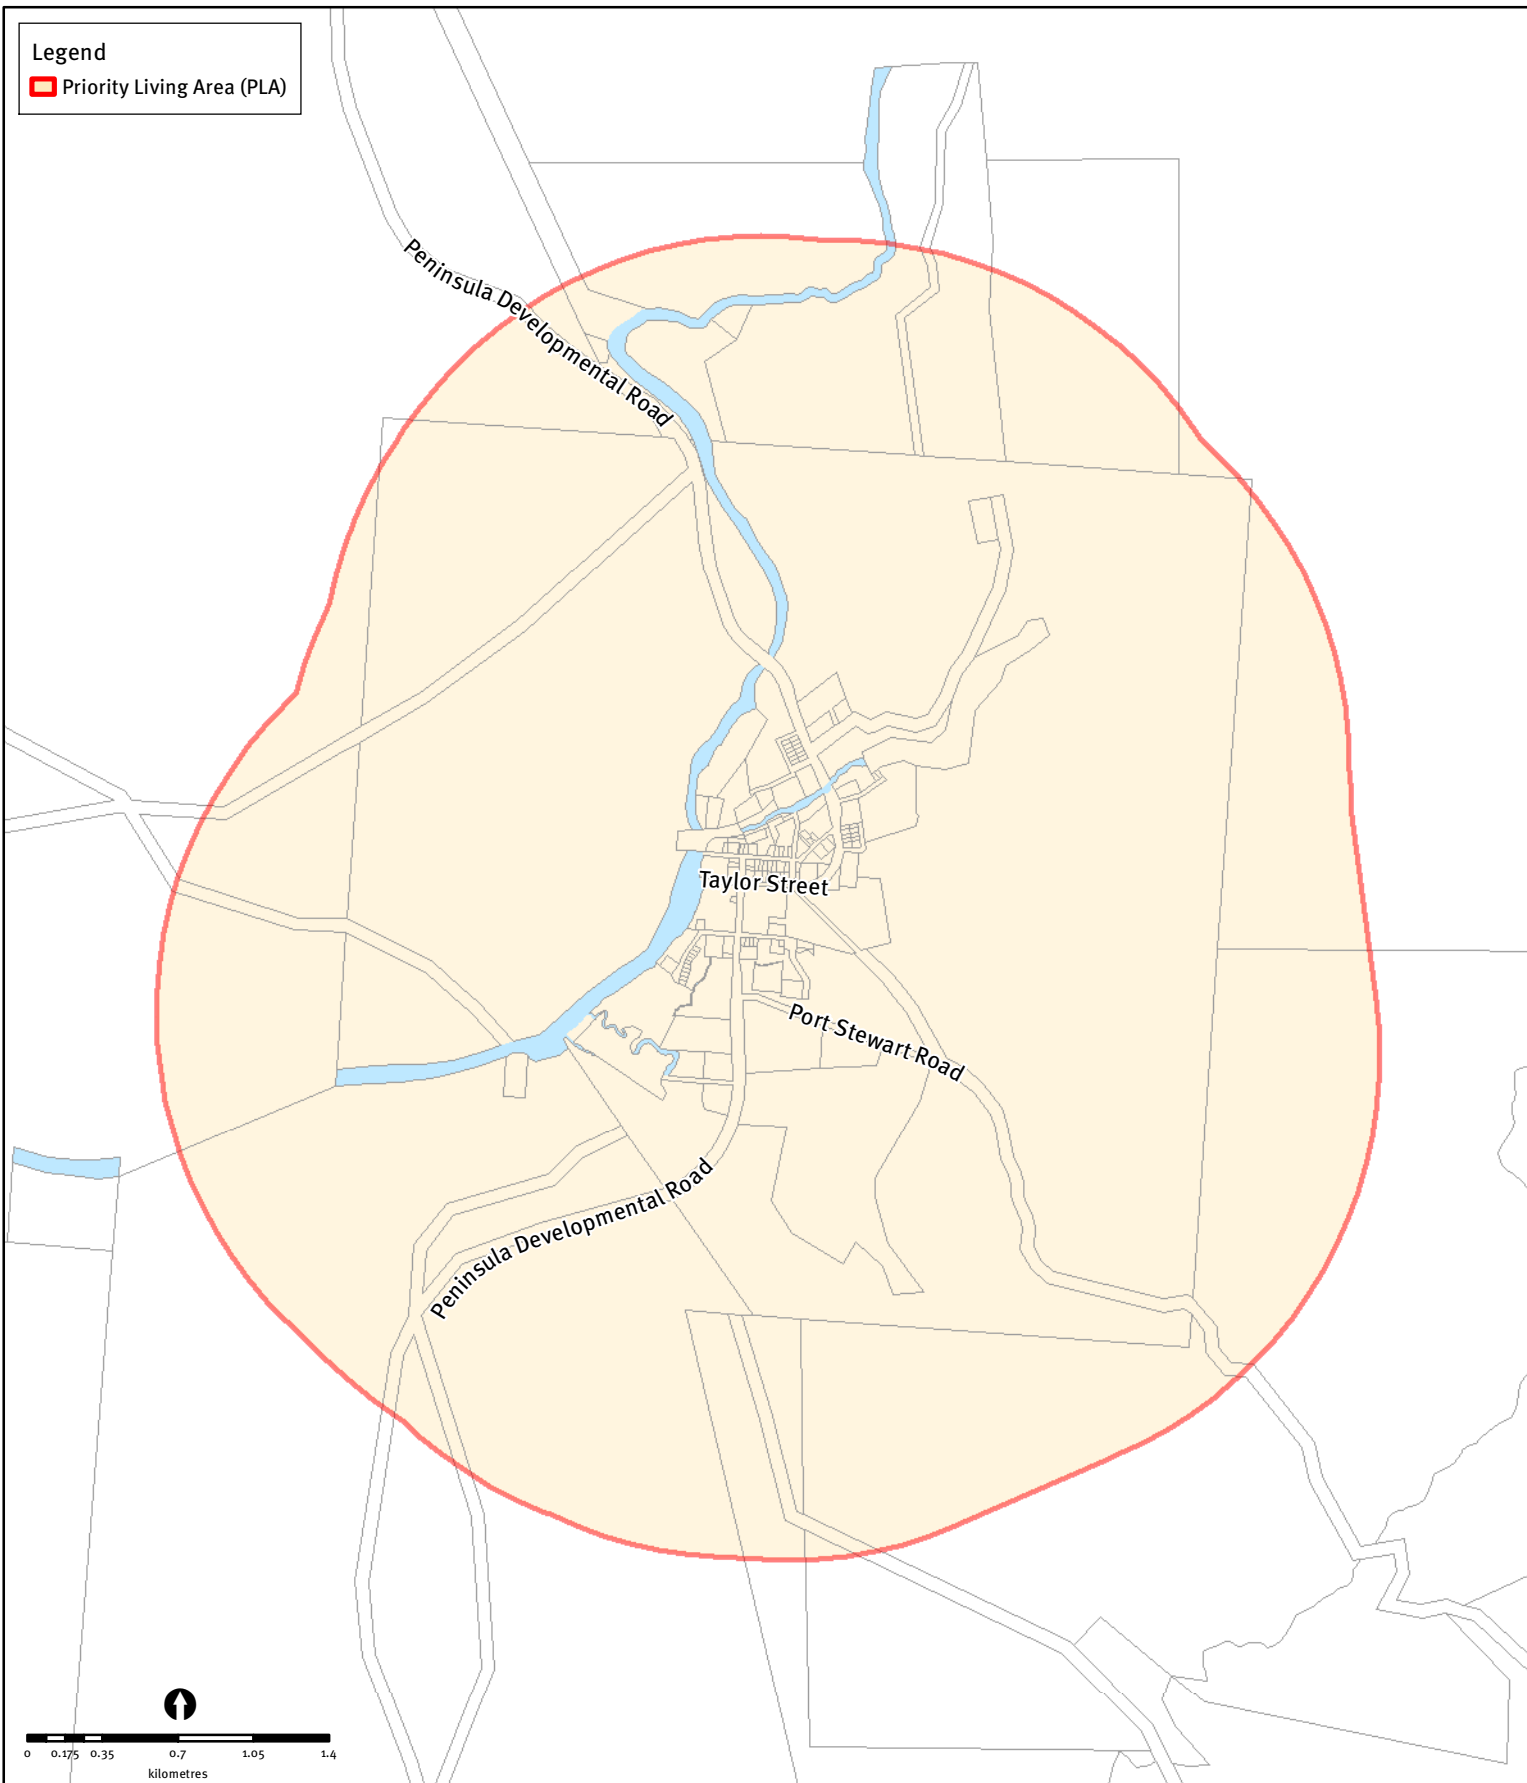 Legend
Priority Living Area (PLA)
Peninsula Developmental Road
Taylor Street
Port Stewart Road
Peninsula Developmental Road
0 0.175 0.35 0.7 1.05 1.4
kilometres